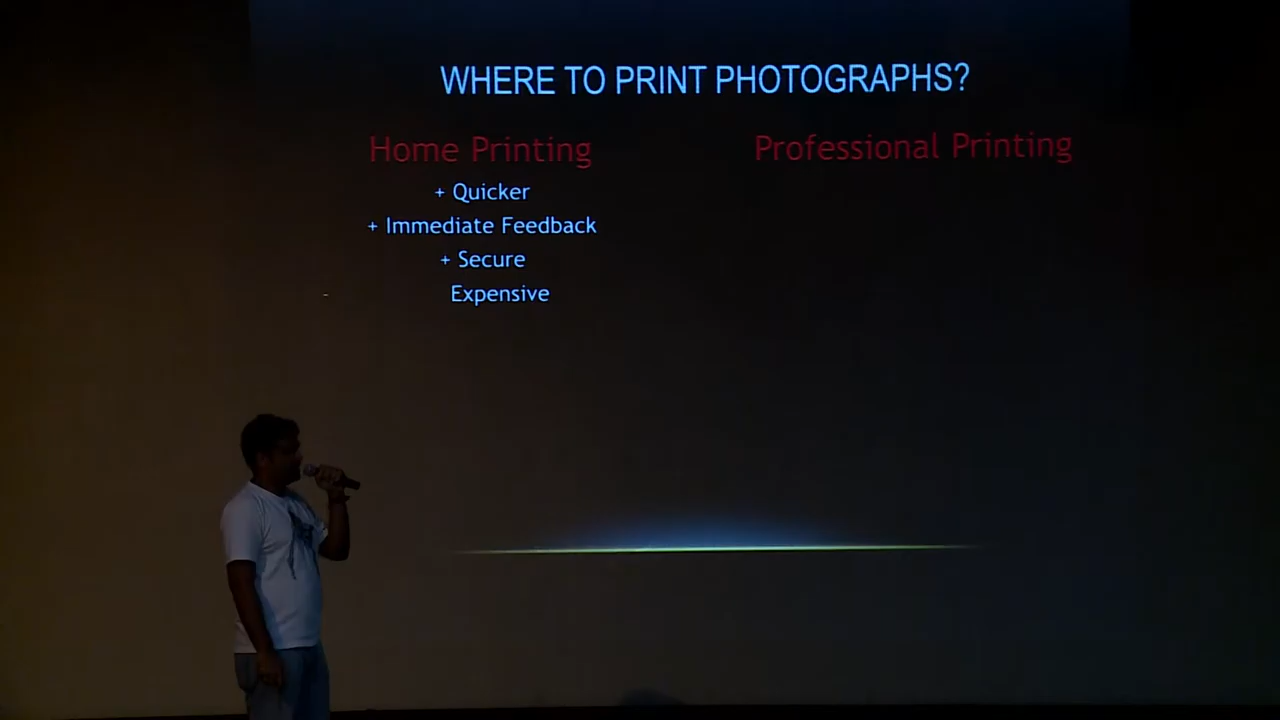 WHERE TO PRINT PHOTOGRAPHS?
Home Printing
+ Quicker
+ Immediate Feedback
+ Secure
- Expensive
Professional Printing